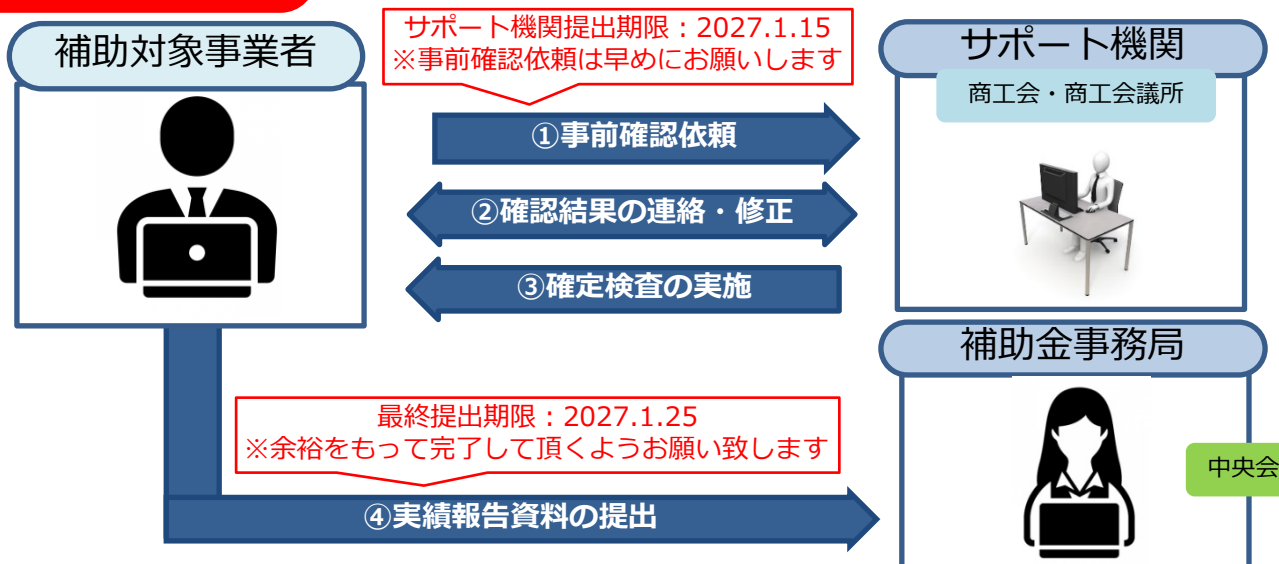 補助対象事業者
サポート機関提出期限：2027.1.15
※事前確認依頼は早めにお願いします
サポート機関
商工会・商工会議所
①事前確認依頼
②確認結果の連絡・修正
③確定検査の実施
補助金事務局
最終提出期限：2027.1.25
※余裕をもって完了して頂くようお願い致します
中央会
④実績報告資料の提出